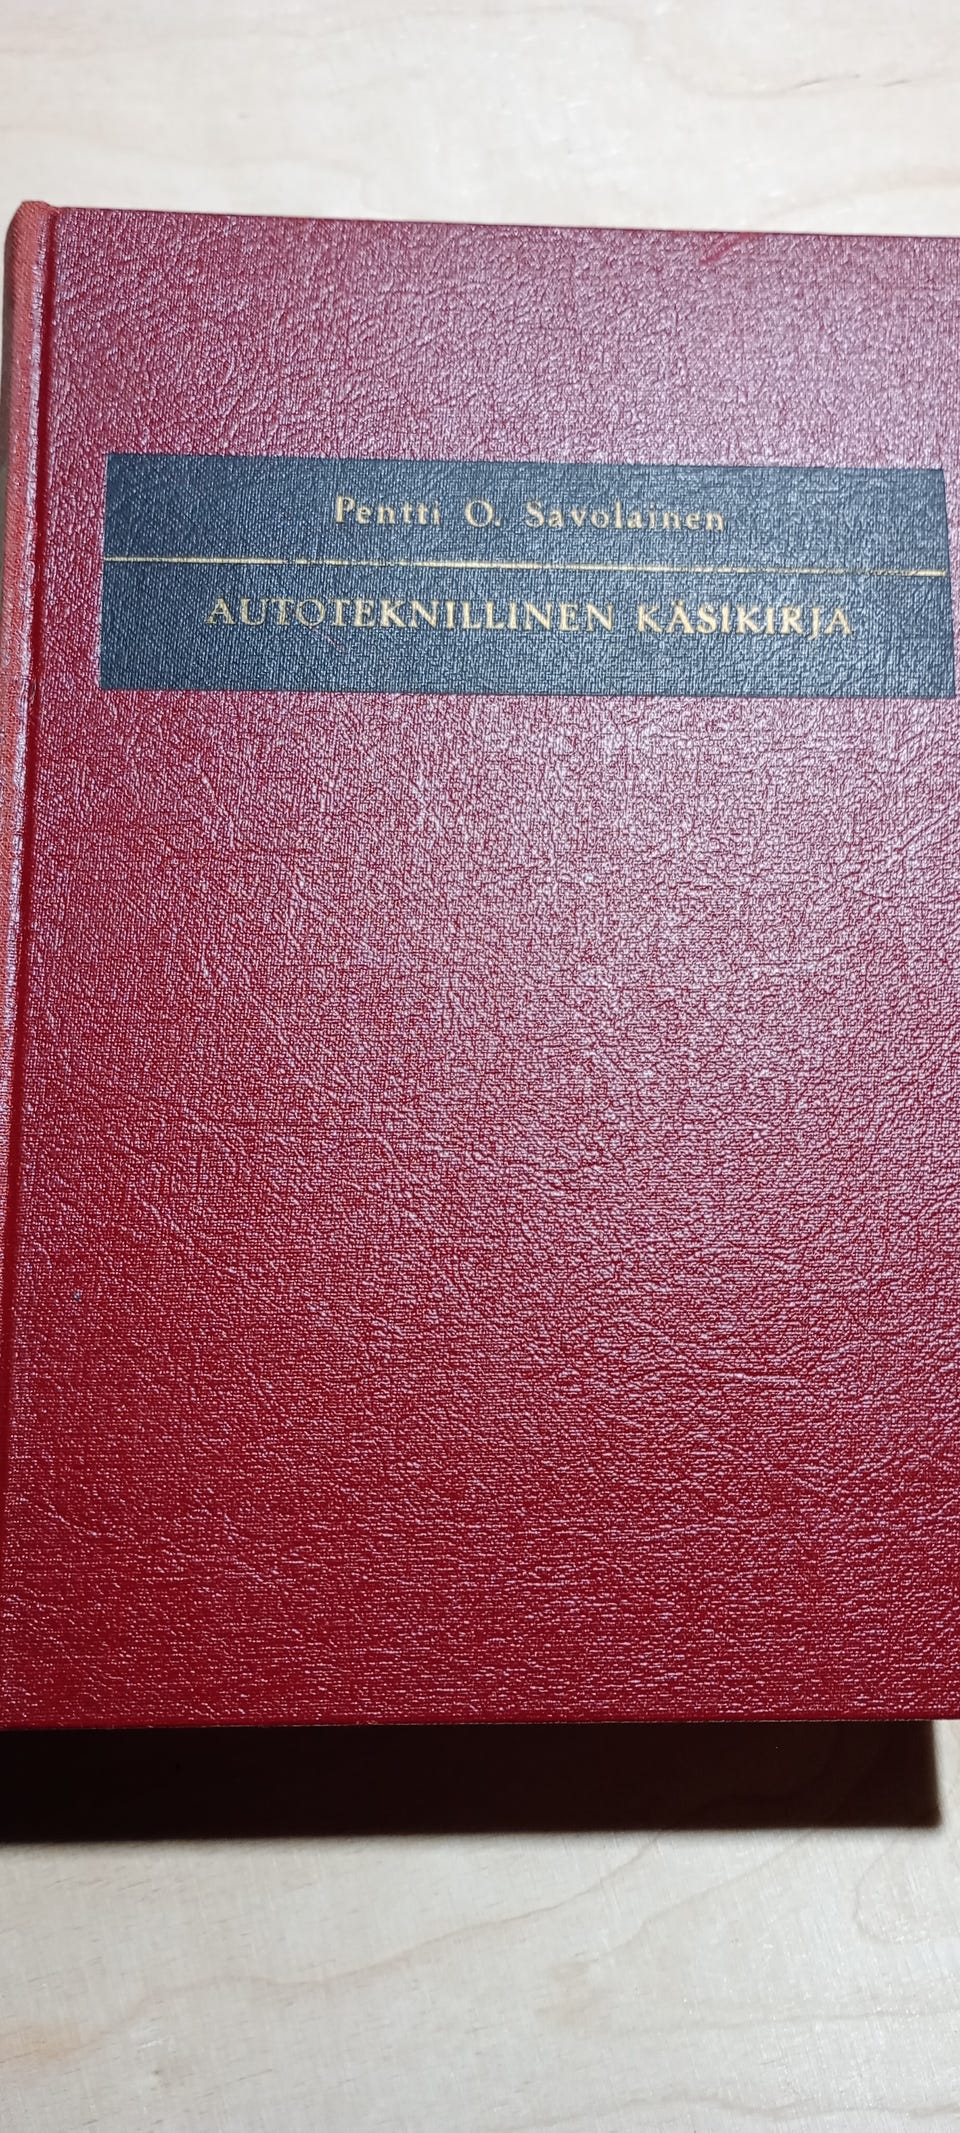 Pentti O. Savolainen
AUTOTEKNILLINEN KÄSIKIRJA